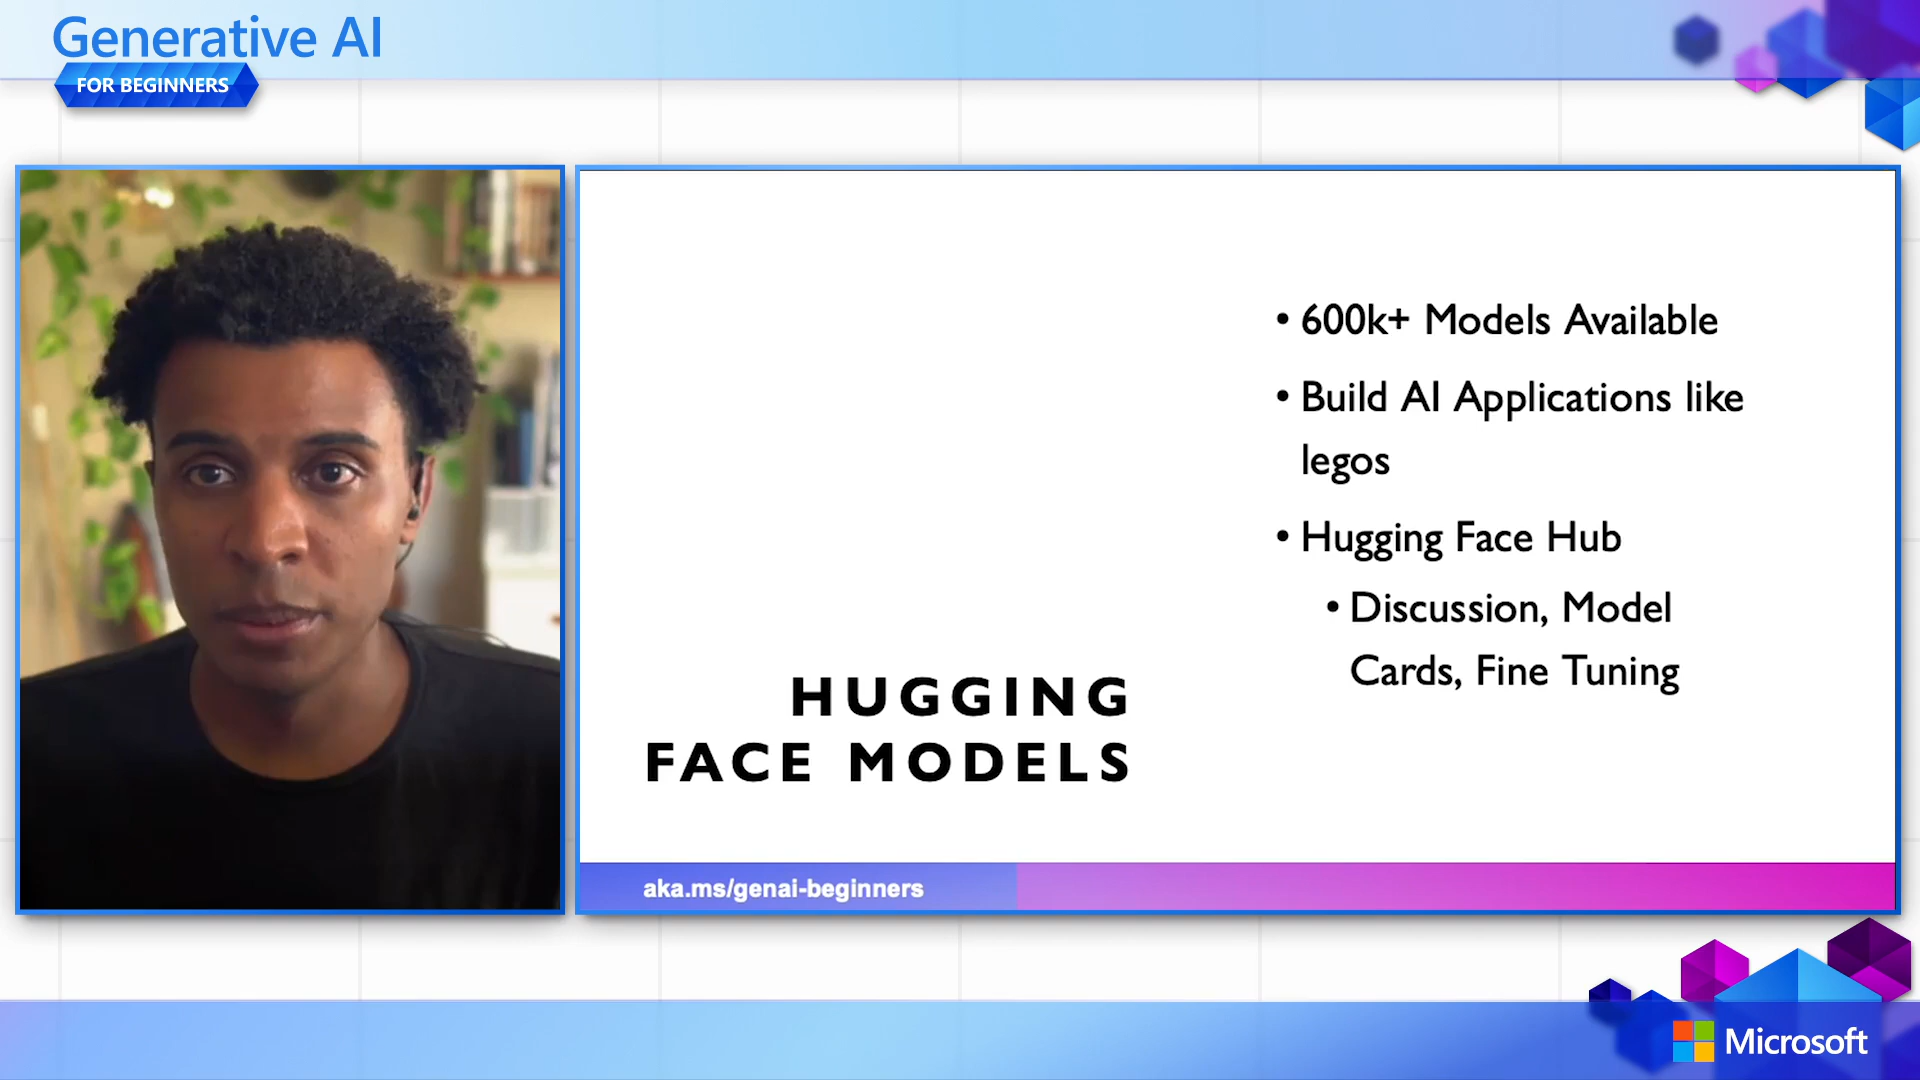 Generative AI
FOR BEGINNERS
• 600k+ Models Available
• Build AI Applications like
legos
• Hugging Face Hub
• Discussion, Model
Cards, Fine Tuning
HUGGING
FACE MODELS
aka.ms/genai-beginners
Microsoft